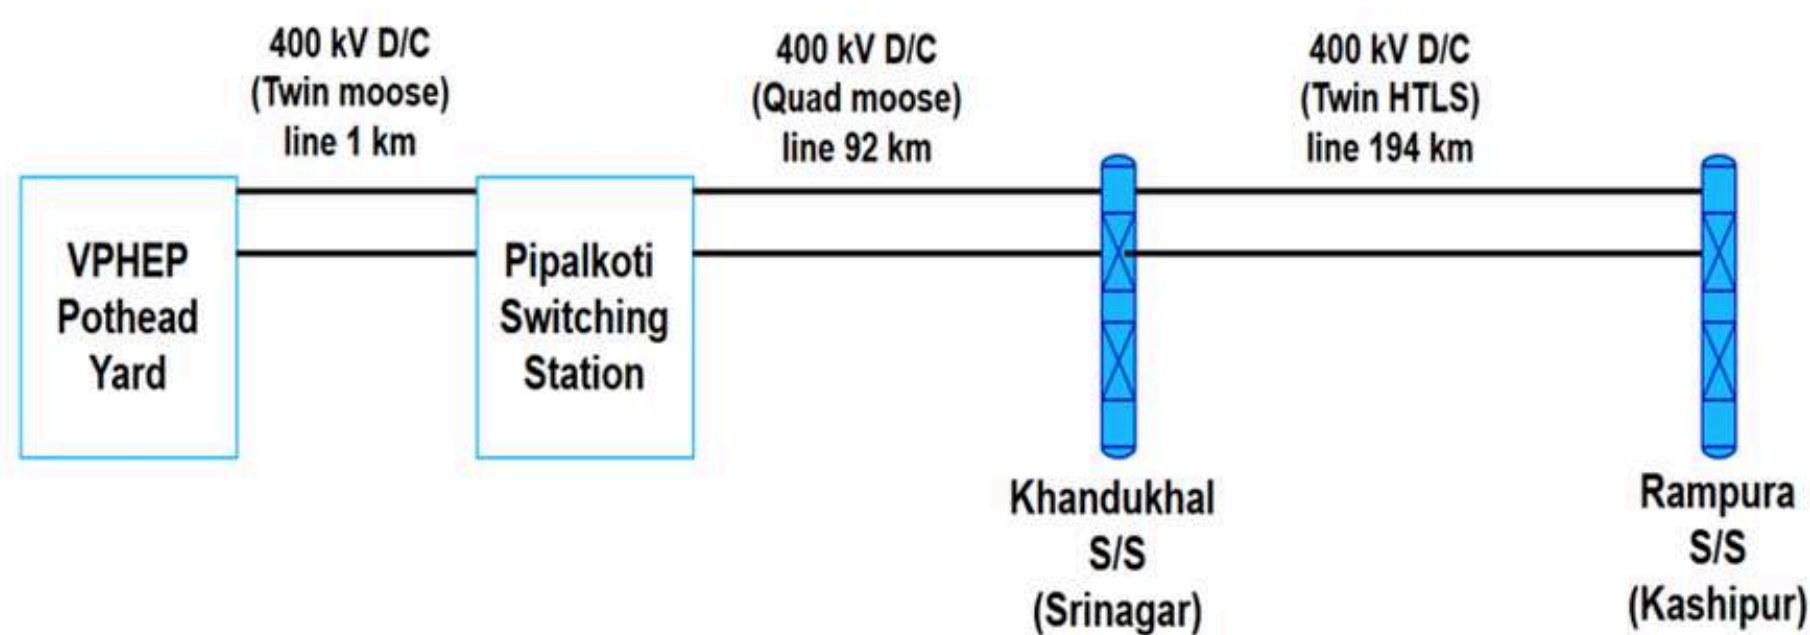 400 kV D/C
(Twin moose)
line 1 km
400 kV D/C
(Quad moose)
line 92 km
400 kV D/C
(Twin HTLS)
line 194 km
VPHEP
Pothead
Yard
Pipalkoti
Switching
Station
Khandukhal
S/S
(Srinagar)
Rampura
S/S
(Kashipur)